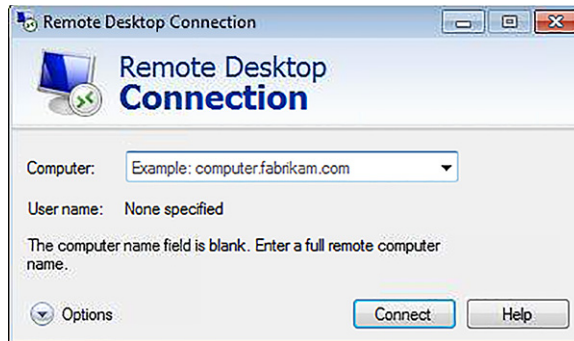 Remote Desktop Connection
Remote Desktop
Connection
Computer: Example: computer.fabrikam.com
User name: None specified
The computer name field is blank. Enter a full remote computer
name.
Options Connect Help